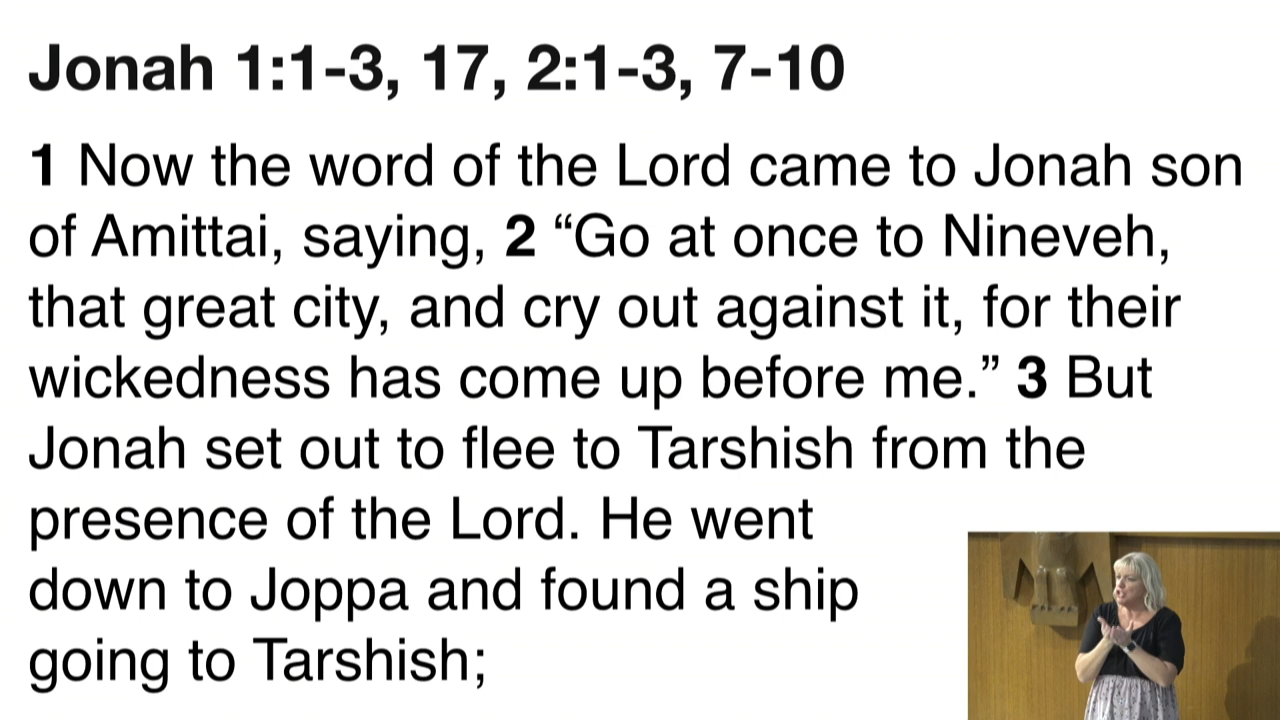 Jonah 1:1-3, 17, 2:1-3, 7-10
1 Now the word of the Lord came to Jonah son
of Amittai, saying, 2 “Go at once to Nineveh,
that great city, and cry out against it, for their
wickedness has come up before me.” 3 But
Jonah set out to flee to Tarshish from the
presence of the Lord. He went
down to Joppa and found a ship
going to Tarshish;